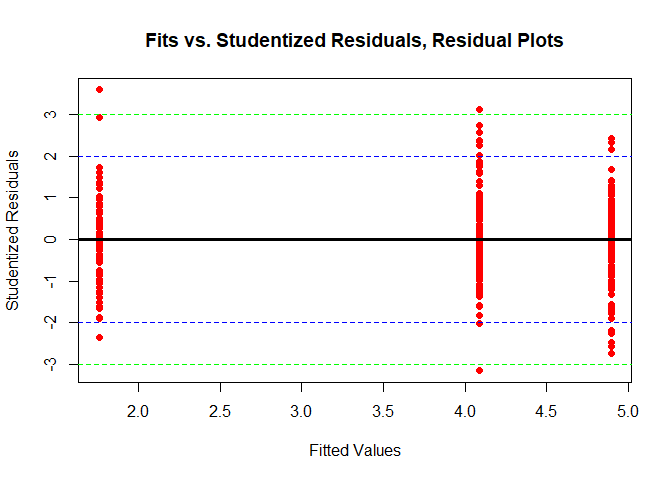 Fits vs. Studentized Residuals, Residual Plots
Studentized Residuals
3
2
1
0
-1
-2
-3
2.0 2.5 3.0 3.5 4.0 4.5 5.0
Fitted Values